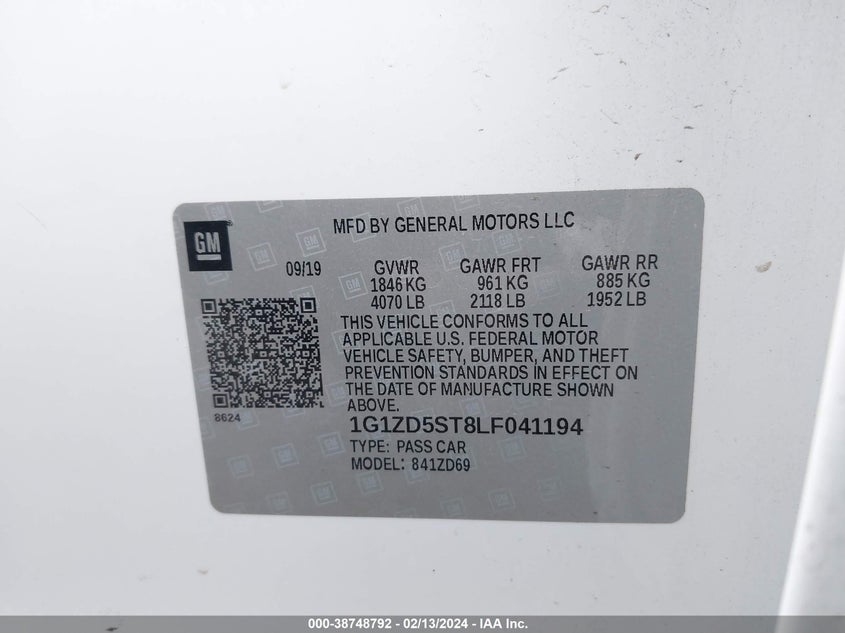 GM
MFD BY GENERAL MOTORS LLC
09/19 GVWR GAWR FRT GAWR RR
1846 KG 961 KG 885 KG
4070 LB 2118 LB 1952 LB
THIS VEHICLE CONFORMS TO ALL
APPLICABLE U.S. FEDERAL MOTOR
VEHICLE SAFETY, BUMPER, AND THEFT
PREVENTION STANDARDS IN EFFECT ON
THE DATE OF MANUFACTURE SHOWN
ABOVE.
8624
1G1ZD5ST8LF041194
TYPE: PASS CAR
MODEL: 841ZD69
000-38748792 - 02/13/2024 - IAA Inc.